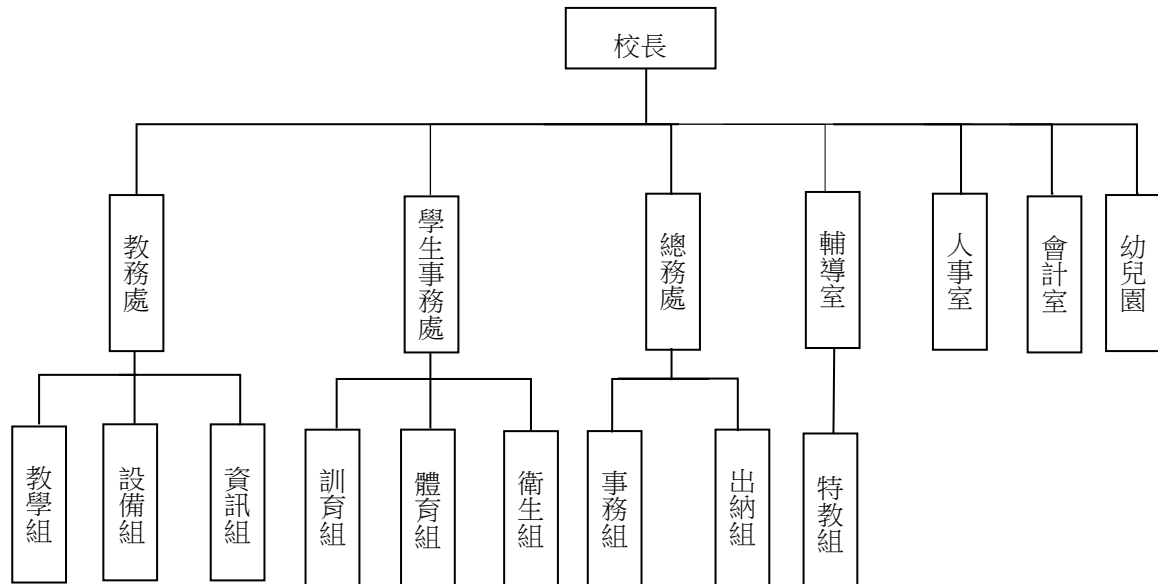 校長
教務處
學生事務處
總務處
輔導室
人事室
會計室
幼兒園
教學組
設備組
資訊組
訓育組
體育組
衛生組
事務組
出納組
特教組